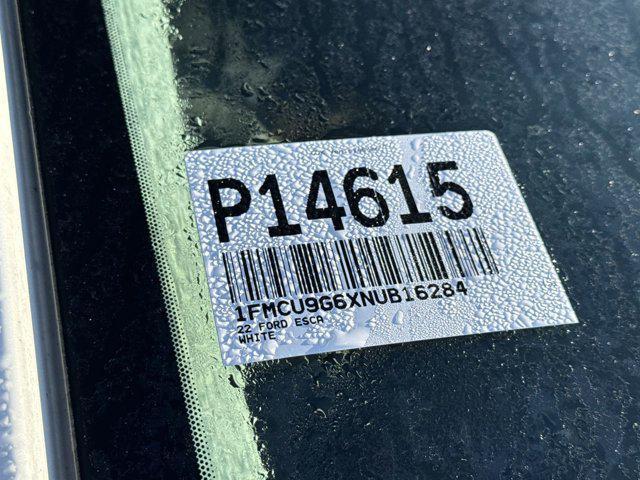 P14615
1FMCU9G6XNUB16284
22 FORD ESCA
WHITE